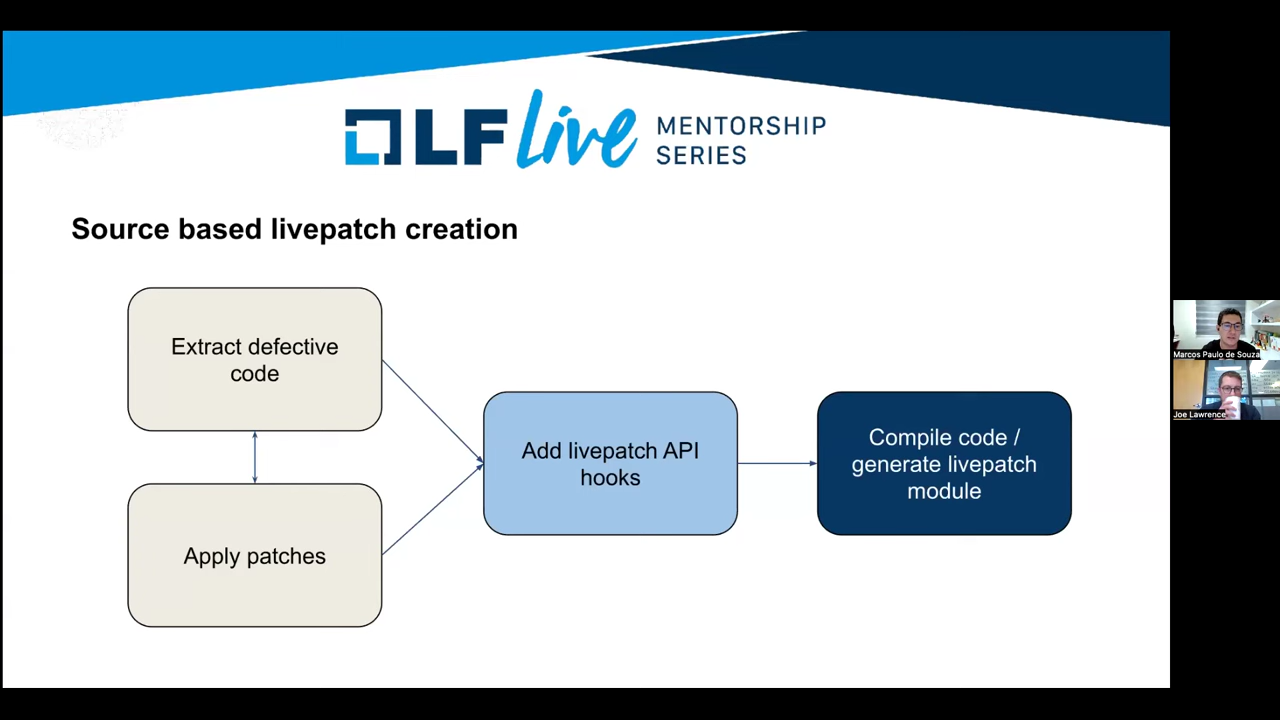 LF Live MENTORSHIP
SERIES
Source based livepatch creation
Extract defective
code
Apply patches
Add livepatch API
hooks
Compile code /
generate livepatch
module
Marcos Paulo de Souza
Joe Lawrence